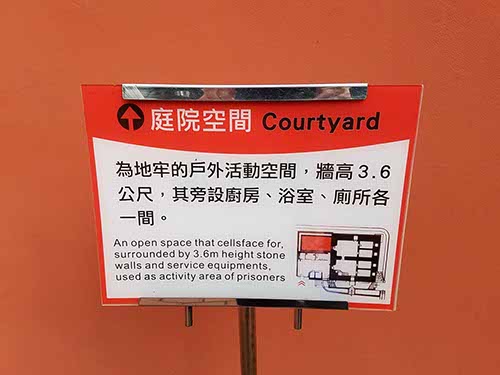 庭院空間 Courtyard
為地牢的戶外活動空間，牆高3.6
公尺，其旁設廚房、浴室、廁所各
一間。
An open space that cellsface for,
surrounded by 3.6m height stone
walls and service equipments,
used as activity area of prisoners